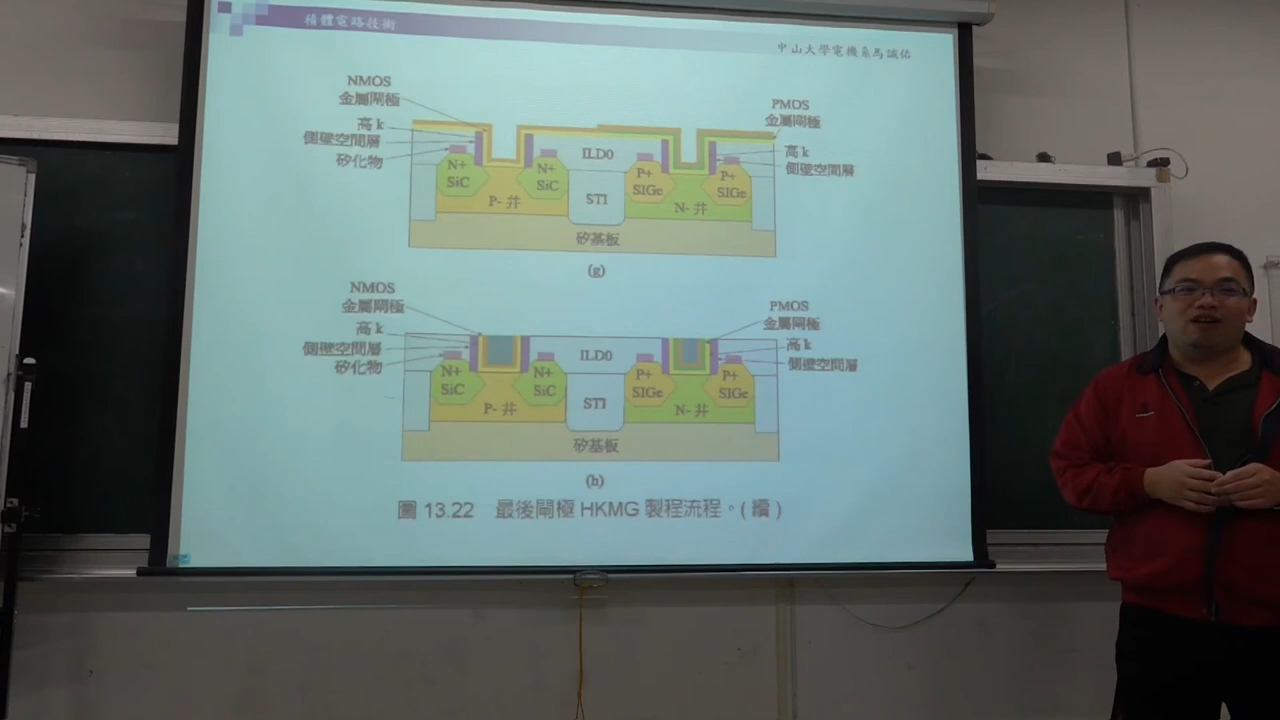 積體電路技術
中山大學電機系馬誠佑
NMOS
金屬閘極
高 k
側壁空間層
矽化物
PMOS
金屬閘極
高 k
側壁空間層
N+
SiC
N+
SiC
ILD0
P+
SIGe
P+
SIGe
P- 井
STI
N- 井
矽基板
(g)
NMOS
金屬閘極
高 k
側壁空間層
矽化物
PMOS
金屬閘極
高 k
側壁空間層
N+
SiC
N+
SiC
ILD0
P+
SIGe
P+
SIGe
P- 井
STI
N- 井
矽基板
(h)
圖 13.22 最後閘極 HKMG 製程流程。( 續 )